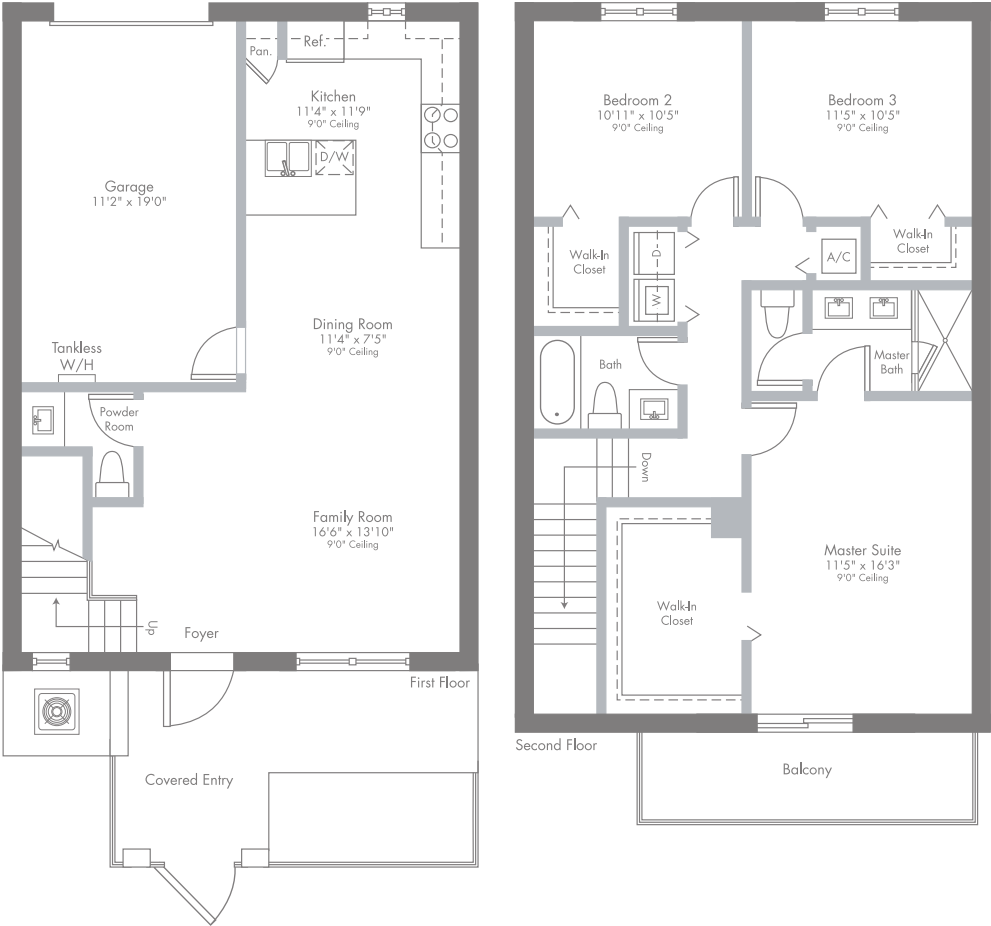 Pan.
Ref.
Kitchen
11'4" x 11'9"
9'0" Ceiling
D/W
Garage
11'2" x 19'0"
Dining Room
11'4" x 7'5"
9'0" Ceiling
Tankless
W/H
Powder
Room
Family Room
16'6" x 13'10"
9'0" Ceiling
Up
Foyer
First Floor
Covered Entry
Bedroom 2
10'11" x 10'5"
9'0" Ceiling
Bedroom 3
11'5" x 10'5"
9'0" Ceiling
Walk-In
Closet
D
W
A/C
Walk-In
Closet
Bath
Master
Bath
Down
Master Suite
11'5" x 16'3"
9'0" Ceiling
Walk-In
Closet
Second Floor
Balcony